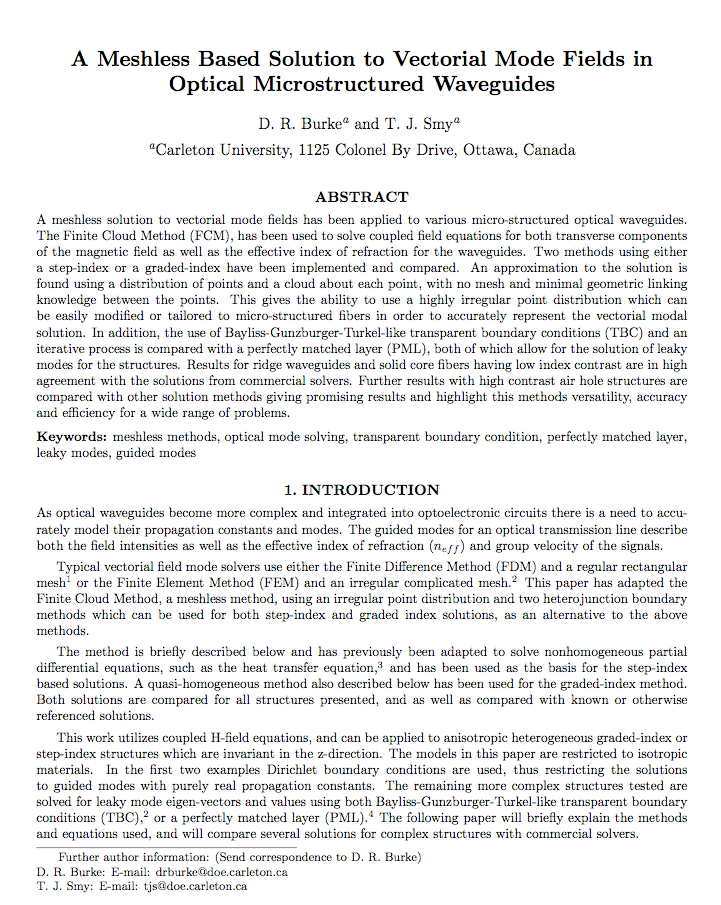 A Meshless Based Solution to Vectorial Mode Fields in
Optical Microstructured Waveguides
D. R. Burkeᵃ and T. J. Smyᵃ
ᵃCarleton University, 1125 Colonel By Drive, Ottawa, Canada
ABSTRACT
A meshless solution to vectorial mode fields has been applied to various micro-structured optical waveguides.
The Finite Cloud Method (FCM), has been used to solve coupled field equations for both transverse components
of the magnetic field as well as the effective index of refraction for the waveguides. Two methods using either
a step-index or a graded-index have been implemented and compared. An approximation to the solution is
found using a distribution of points and a cloud about each point, with no mesh and minimal geometric linking
knowledge between the points. This gives the ability to use a highly irregular point distribution which can
be easily modified or tailored to micro-structured fibers in order to accurately represent the vectorial modal
solution. In addition, the use of Bayliss-Gunzburger-Turkel-like transparent boundary conditions (TBC) and an
iterative process is compared with a perfectly matched layer (PML), both of which allow for the solution of leaky
modes for the structures. Results for ridge waveguides and solid core fibers having low index contrast are in high
agreement with the solutions from commercial solvers. Further results with high contrast air hole structures are
compared with other solution methods giving promising results and highlight this methods versatility, accuracy
and efficiency for a wide range of problems.
Keywords: meshless methods, optical mode solving, transparent boundary condition, perfectly matched layer,
leaky modes, guided modes
1. INTRODUCTION
As optical waveguides become more complex and integrated into optoelectronic circuits there is a need to accu-
rately model their propagation constants and modes. The guided modes for an optical transmission line describe
both the field intensities as well as the effective index of refraction (n_eff) and group velocity of the signals.
Typical vectorial field mode solvers use either the Finite Difference Method (FDM) and a regular rectangular
mesh¹ or the Finite Element Method (FEM) and an irregular complicated mesh.² This paper has adapted the
Finite Cloud Method, a meshless method, using an irregular point distribution and two heterojunction boundary
methods which can be used for both step-index and graded index solutions, as an alternative to the above
methods.
The method is briefly described below and has previously been adapted to solve nonhomogeneous partial
differential equations, such as the heat transfer equation,³ and has been used as the basis for the step-index
based solutions. A quasi-homogeneous method also described below has been used for the graded-index method.
Both solutions are compared for all structures presented, and as well as compared with known or otherwise
referenced solutions.
This work utilizes coupled H-field equations, and can be applied to anisotropic heterogeneous graded-index or
step-index structures which are invariant in the z-direction. The models in this paper are restricted to isotropic
materials. In the first two examples Dirichlet boundary conditions are used, thus restricting the solutions
to guided modes with purely real propagation constants. The remaining more complex structures tested are
solved for leaky mode eigen-vectors and values using both Bayliss-Gunzburger-Turkel-like transparent boundary
conditions (TBC),² or a perfectly matched layer (PML).⁴ The following paper will briefly explain the methods
and equations used, and will compare several solutions for complex structures with commercial solvers.
Further author information: (Send correspondence to D. R. Burke)
D. R. Burke: E-mail: drburke@doe.carleton.ca
T. J. Smy: E-mail: tjs@doe.carleton.ca